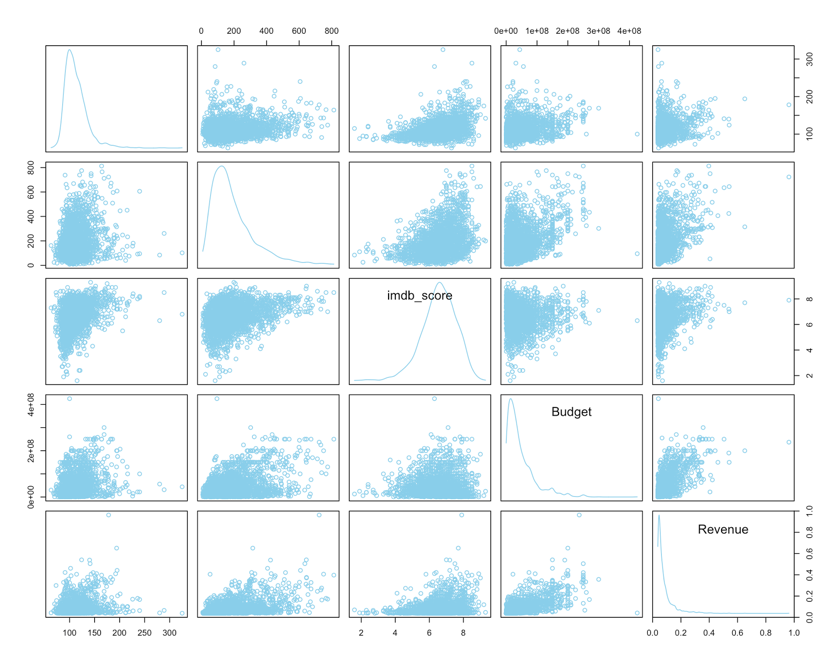 0 200 400 600 800
0e+00 1e+08 2e+08 3e+08 4e+08
100 200 300
0 200 400 600 800
imdb_score
2 4 6 8
0e+00 2e+08 4e+08
Budget
Revenue
0.0 0.2 0.4 0.6 0.8 1.0
100 150 200 250 300
2 4 6 8
0.0 0.2 0.4 0.6 0.8 1.0